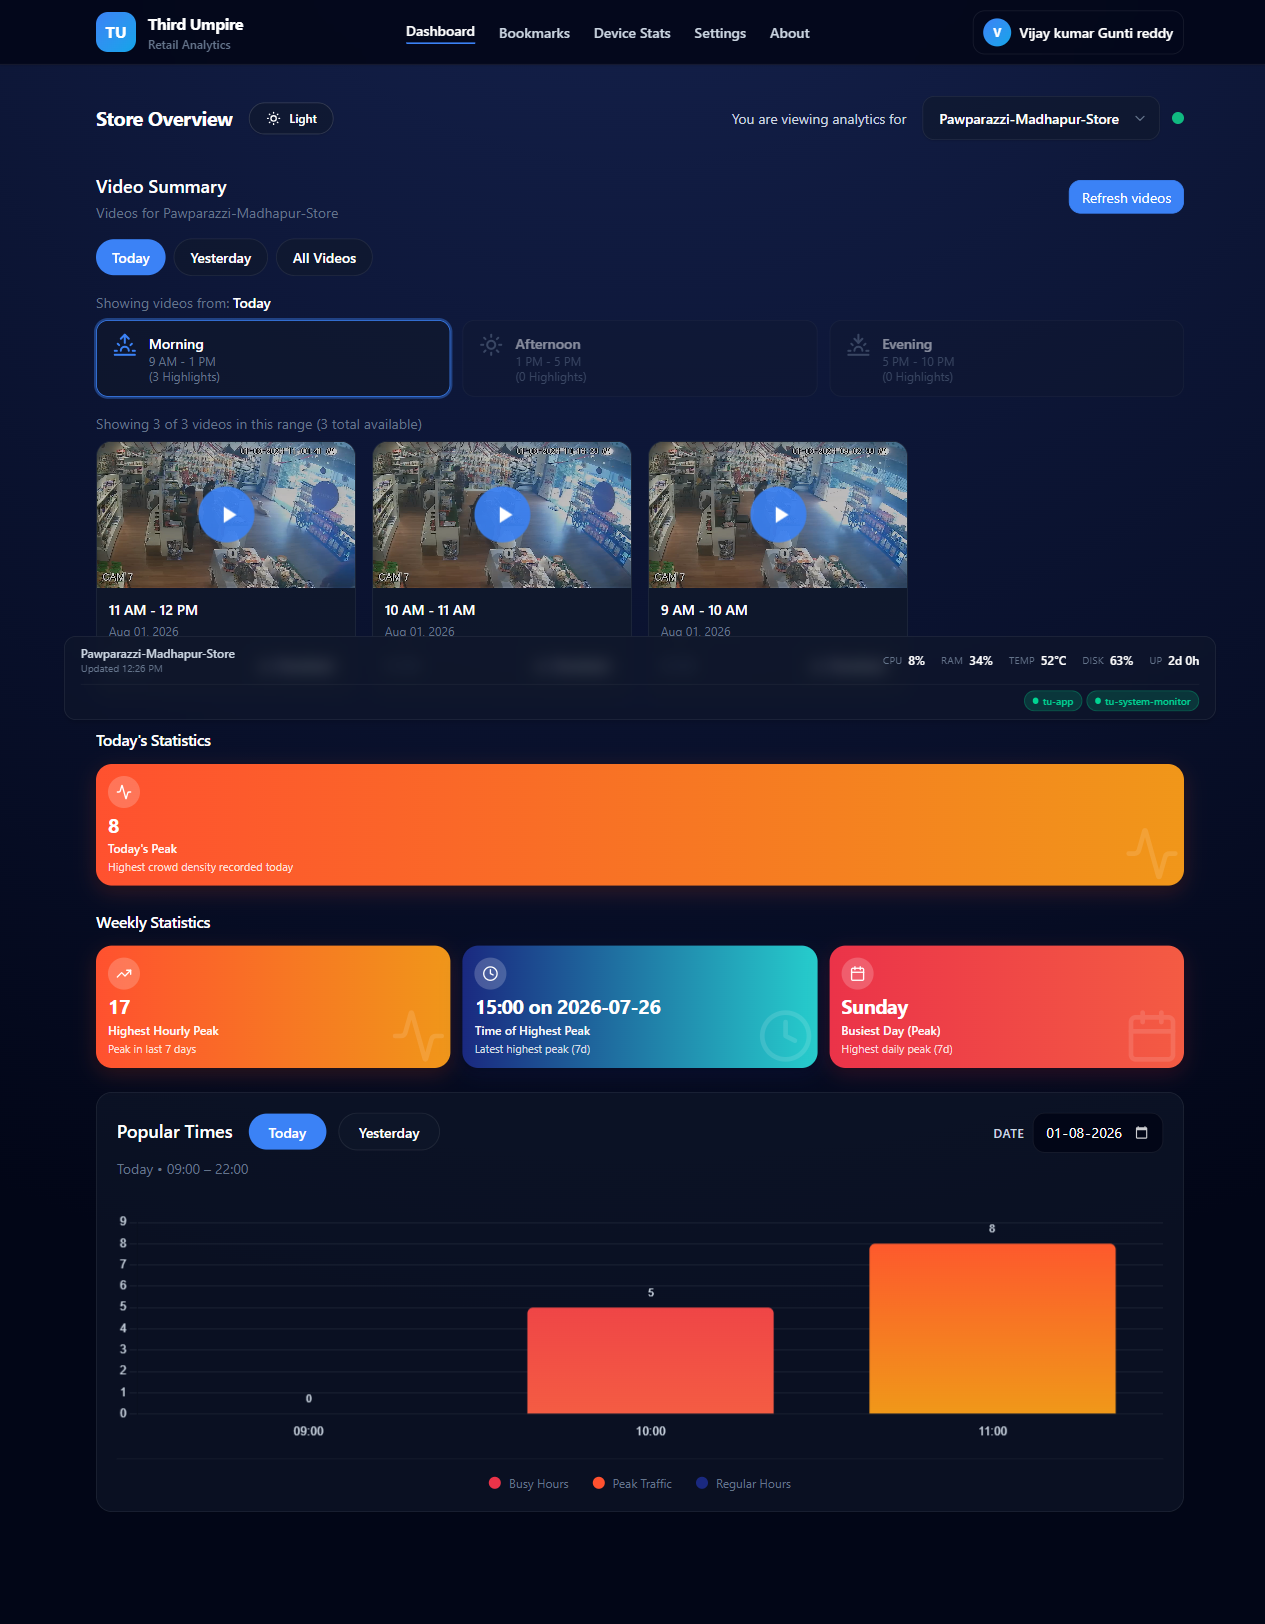 TU
Third Umpire
Retail Analytics
Dashboard
Bookmarks
Device Stats
Settings
About
V
Vijay kumar Gunti reddy
Store Overview
Light
You are viewing analytics for
Pawparazzi-Madhapur-Store
Video Summary
Videos for Pawparazzi-Madhapur-Store
Refresh videos
Today
Yesterday
All Videos
Showing videos from: Today
Morning
9 AM - 1 PM
(3 Highlights)
Afternoon
1 PM - 5 PM
(0 Highlights)
Evening
5 PM - 10 PM
(0 Highlights)
Showing 3 of 3 videos in this range (3 total available)
CAM 7
CAM 7
CAM 7
11 AM - 12 PM
Aug 01, 2026
10 AM - 11 AM
Aug 01, 2026
9 AM - 10 AM
Aug 01, 2026
Pawparazzi-Madhapur-Store
Updated 12:26 PM
CPU 8%
RAM 34%
TEMP 52°C
DISK 63%
UP 2d 0h
tu-app
tu-system-monitor
Today's Statistics
8
Today's Peak
Highest crowd density recorded today
Weekly Statistics
17
Highest Hourly Peak
Peak in last 7 days
15:00 on 2026-07-26
Time of Highest Peak
Latest highest peak (7d)
Sunday
Busiest Day (Peak)
Highest daily peak (7d)
Popular Times
Today
Yesterday
DATE
01-08-2026
Today • 09:00 – 22:00
9
8
7
6
5
4
3
2
1
0
0
5
8
09:00
10:00
11:00
Busy Hours
Peak Traffic
Regular Hours